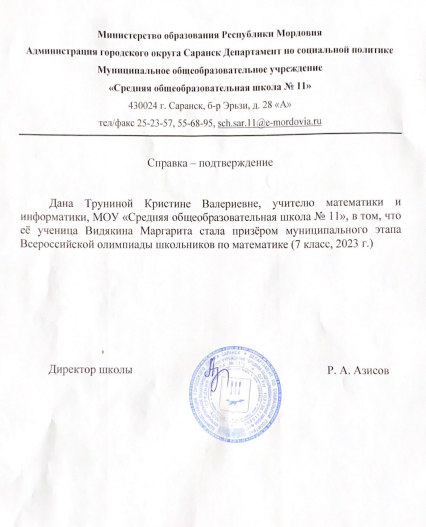 Министерство образования Республики Мордовия
Администрация городского округа Саранск Департамент по социальной политике
Муниципальное общеобразовательное учреждение
«Средняя общеобразовательная школа № 11»
430024 г. Саранск, б-р Эрьзи, д. 28 «А»
тел/факс 25-23-57, 55-68-95, sch.sar.11@e-mordovia.ru
Справка – подтверждение
Дана Труниной Кристине Валериевне, учителю математики и
информатики, МОУ «Средняя общеобразовательная школа № 11», в том, что
её ученица Видякина Маргарита стала призёром муниципального этапа
Всероссийской олимпиады школьников по математике (7 класс, 2023 г.)
Директор школы
Р. А. Азисов